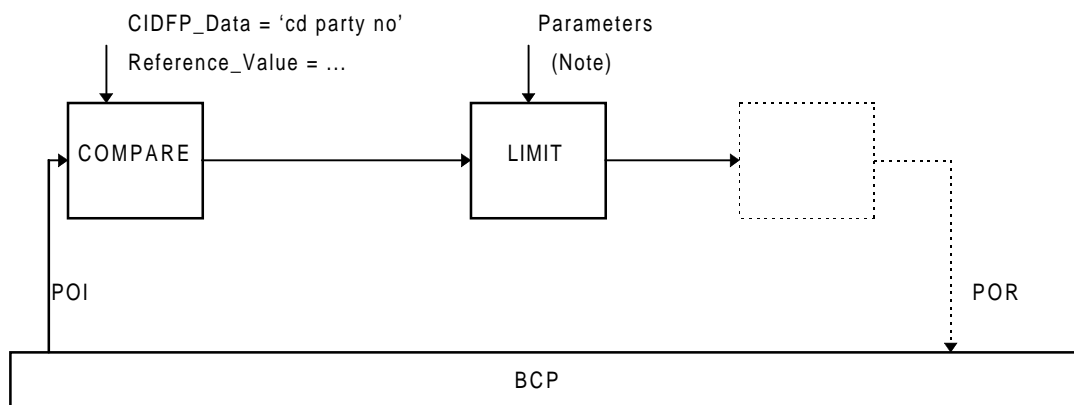 CIDFP_Data = ‘cd party no’
Reference_Value = ...
Parameters
(Note)
COMPARE
LIMIT
POI
POR
BCP